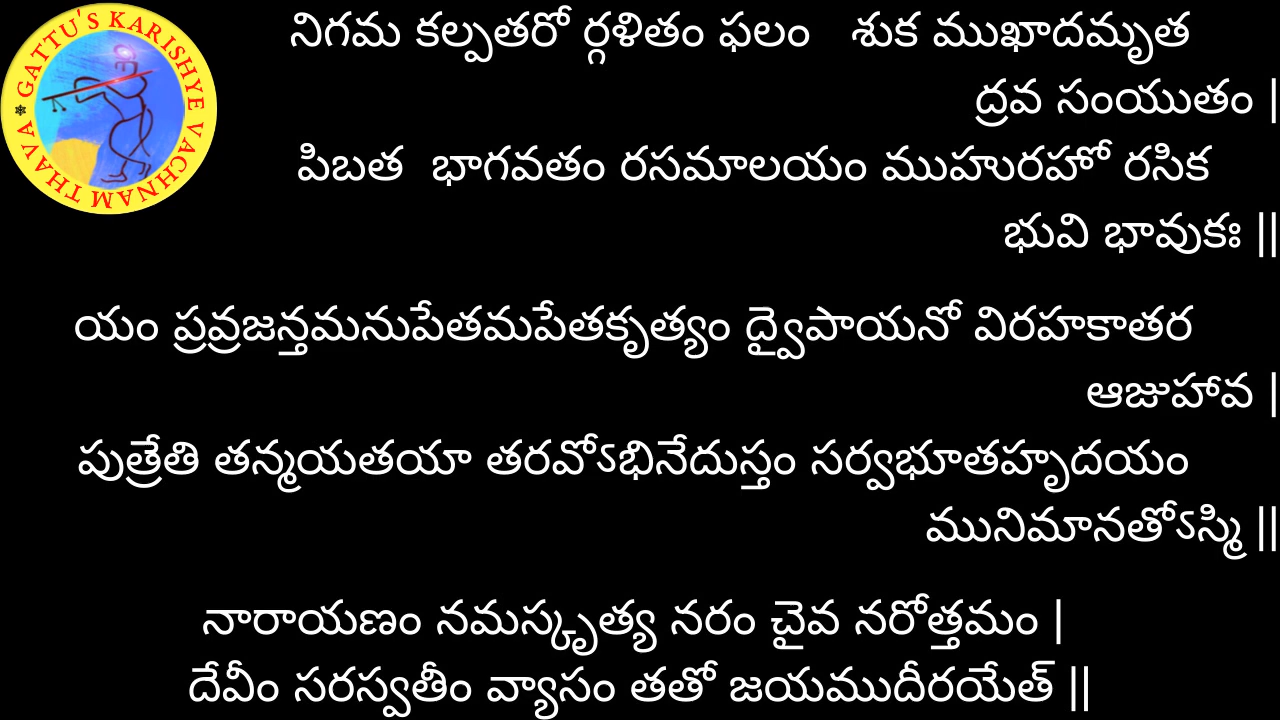 GATTU'S KARISHYE VACHNAM THAVA
నిగమ కల్పతరో ర్గళితం ఫలం శుక ముఖాదమృత
ద్రవ సంయుతం |
పిబత భాగవతం రసమాలయం ముహురహో రసిక
భువి భావుకః ||
యం ప్రవ్రజన్తమనుపేతమపేతకృత్యం ద్వైపాయనో విరహకాతర
ఆజుహావ |
పుత్రేతి తన్మయతయా తరవోఽభినేదుస్తం సర్వభూతహృదయం
మునిమానతోఽస్మి ||
నారాయణం నమస్కృత్య నరం చైవ నరోత్తమం |
దేవీం సరస్వతీం వ్యాసం తతో జయముదీరయేత్ ||